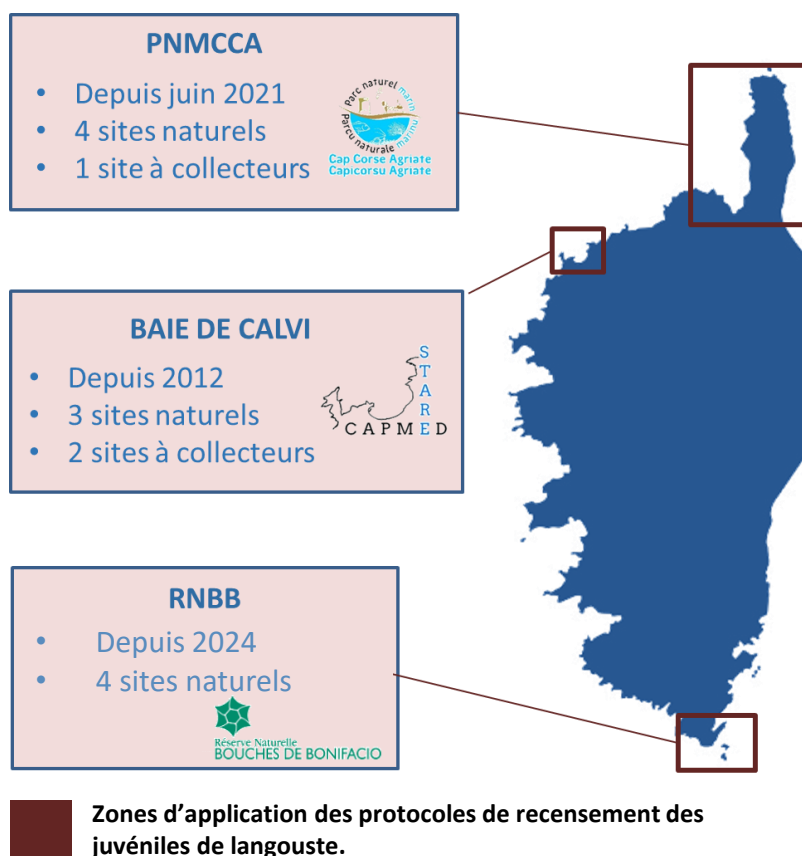 PNMCCA
• Depuis juin 2021
• 4 sites naturels
• 1 site à collecteurs
Parc naturel marin
Parcu naturale marinu
Cap Corse Agriate
Capicorsu Agriate
BAIE DE CALVI
• Depuis 2012
• 3 sites naturels
• 2 sites à collecteurs
STARE
CAPMED
RNBB
• Depuis 2024
• 4 sites naturels
Réserve Naturelle
BOUCHES DE BONIFACIO
Zones d’application des protocoles de recensement des
juvéniles de langouste.